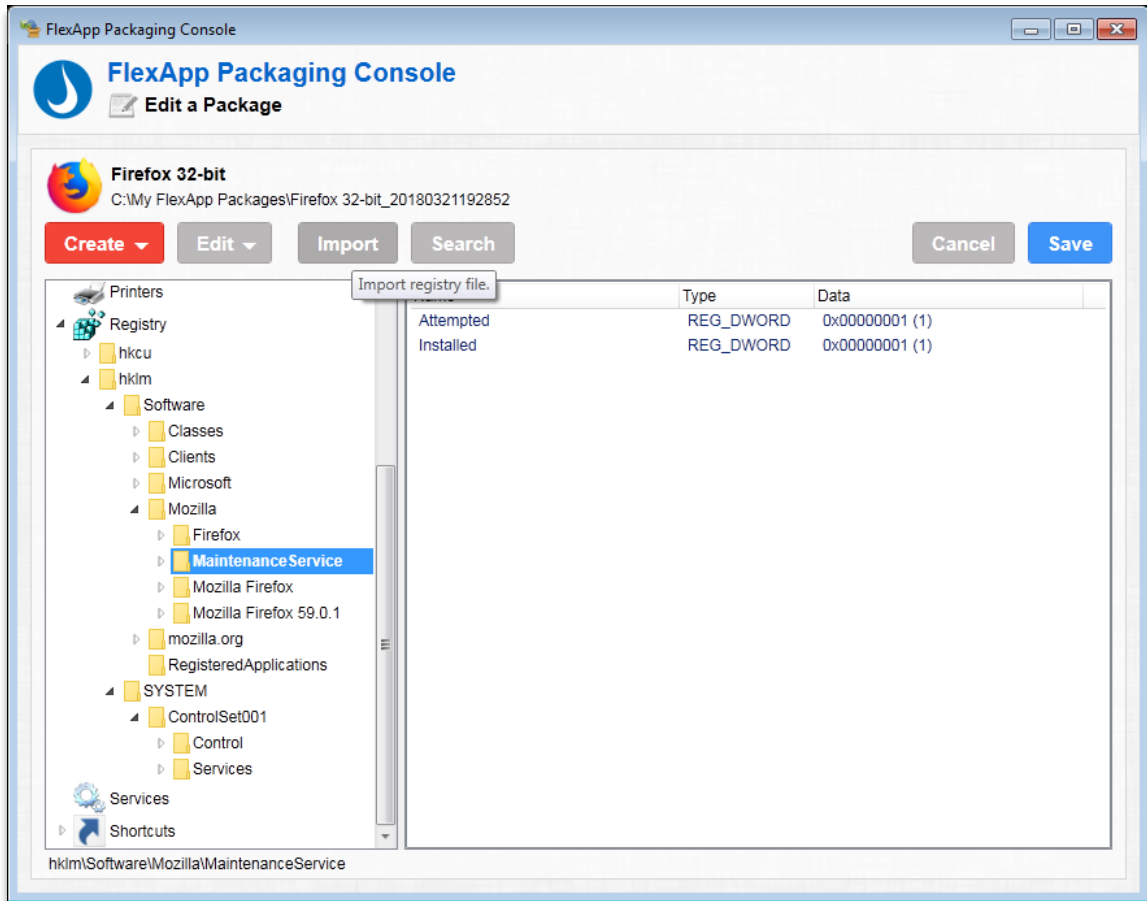 FlexApp Packaging Console
FlexApp Packaging Console
Edit a Package
Firefox 32-bit
C:\My FlexApp Packages\Firefox 32-bit_20180321192852
Create Edit Import Search Cancel Save
Import registry file.
Printers
Registry
hkcu
hklm
Software
Classes
Clients
Microsoft
Mozilla
Firefox
MaintenanceService
Mozilla Firefox
Mozilla Firefox 59.0.1
mozilla.org
RegisteredApplications
SYSTEM
ControlSet001
Control
Services
Services
Shortcuts
Type Data
Attempted REG_DWORD 0x00000001 (1)
Installed REG_DWORD 0x00000001 (1)
hklm\Software\Mozilla\MaintenanceService